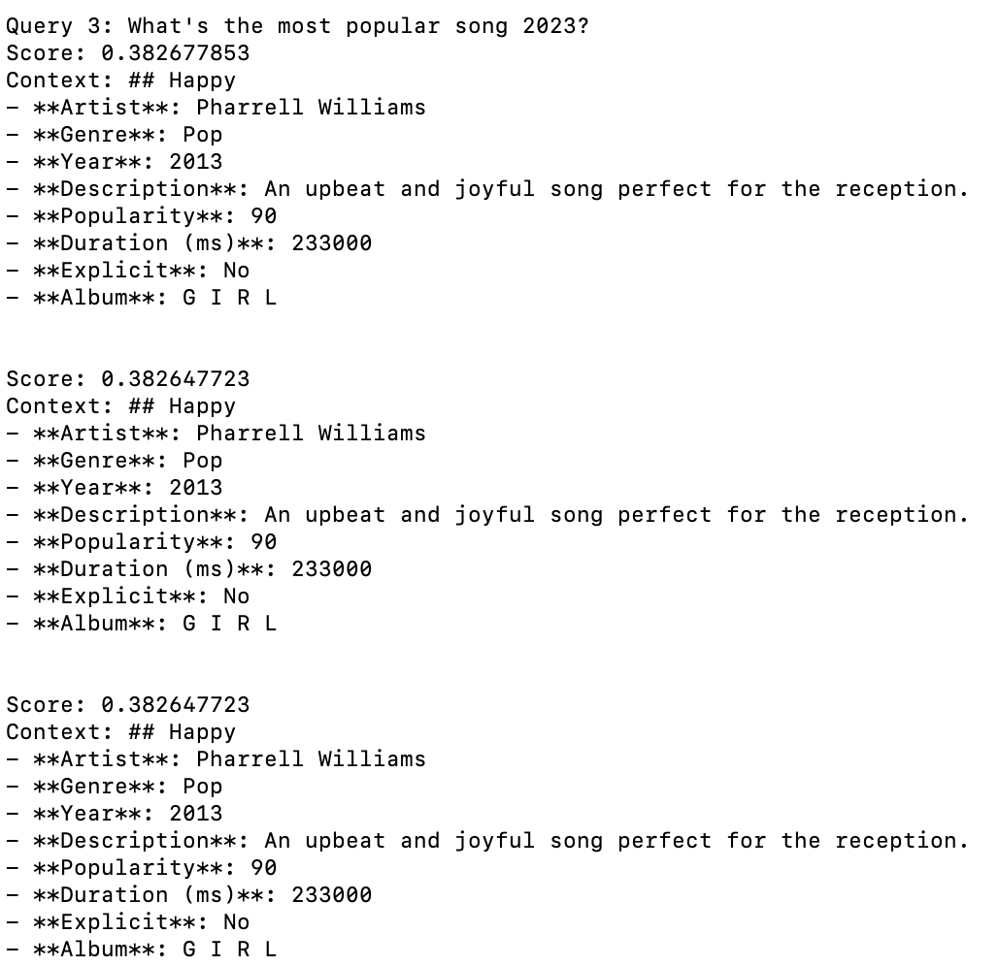 Query 3: What's the most popular song 2023?
Score: 0.382677853
Context: ## Happy
- **Artist**: Pharrell Williams
- **Genre**: Pop
- **Year**: 2013
- **Description**: An upbeat and joyful song perfect for the reception.
- **Popularity**: 90
- **Duration (ms)**: 233000
- **Explicit**: No
- **Album**: G I R L
Score: 0.382647723
Context: ## Happy
- **Artist**: Pharrell Williams
- **Genre**: Pop
- **Year**: 2013
- **Description**: An upbeat and joyful song perfect for the reception.
- **Popularity**: 90
- **Duration (ms)**: 233000
- **Explicit**: No
- **Album**: G I R L
Score: 0.382647723
Context: ## Happy
- **Artist**: Pharrell Williams
- **Genre**: Pop
- **Year**: 2013
- **Description**: An upbeat and joyful song perfect for the reception.
- **Popularity**: 90
- **Duration (ms)**: 233000
- **Explicit**: No
- **Album**: G I R L